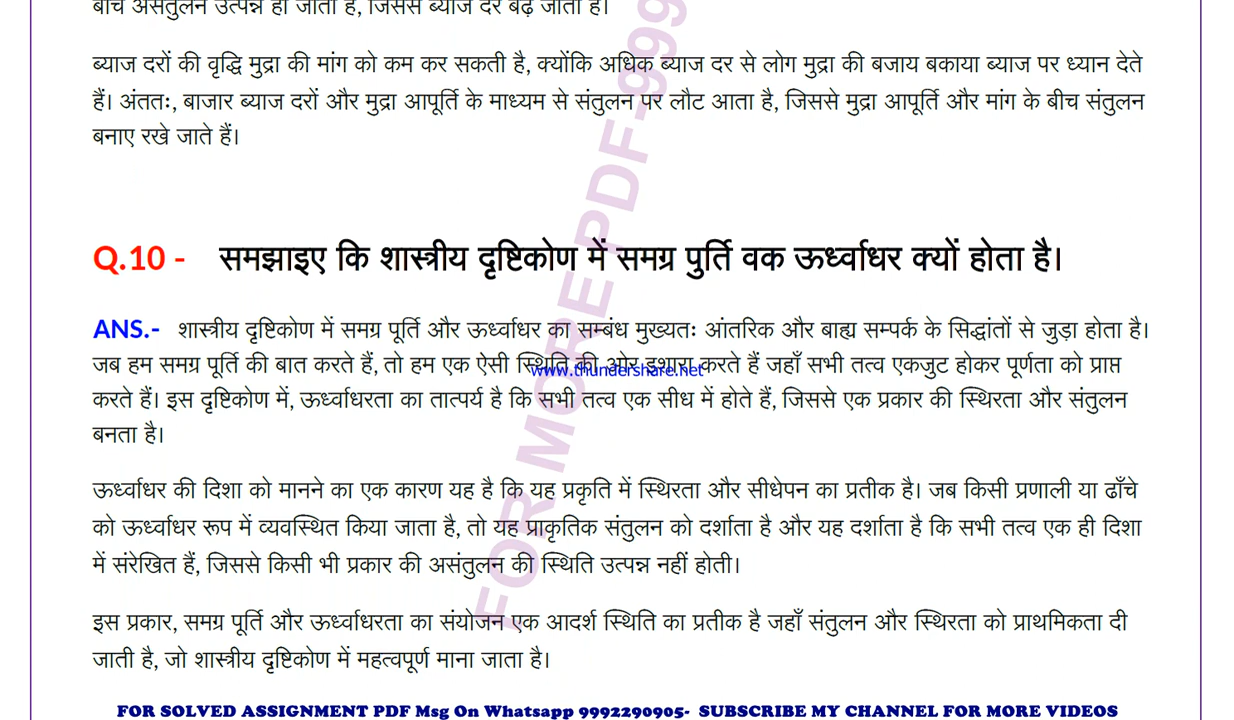 बीच असंतुलन उत्पन्न हो जाता है, जिससे ब्याज दर बढ़ जाती है।
ब्याज दरों की वृद्धि मुद्रा की मांग को कम कर सकती है, क्योंकि अधिक ब्याज दर से लोग मुद्रा की बजाय बकाया ब्याज पर ध्यान देते
हैं। अंततः, बाजार ब्याज दरों और मुद्रा आपूर्ति के माध्यम से संतुलन पर लौट आता है, जिससे मुद्रा आपूर्ति और मांग के बीच संतुलन
बनाए रखे जाते हैं।
Q.10 - समझाइए कि शास्त्रीय दृष्टिकोण में समग्र पुर्ति वक ऊर्ध्वाधर क्यों होता है।
ANS.- शास्त्रीय दृष्टिकोण में समग्र पूर्ति और ऊर्ध्वाधर का सम्बंध मुख्यतः आंतरिक और बाह्य सम्पर्क के सिद्धांतों से जुड़ा होता है।
जब हम समग्र पूर्ति की बात करते हैं, तो हम एक ऐसी स्थिति की ओर इशारा करते हैं जहाँ सभी तत्व एकजुट होकर पूर्णता को प्राप्त
www.thundershare.net
करते हैं। इस दृष्टिकोण में, ऊर्ध्वाधरता का तात्पर्य है कि सभी तत्व एक सीध में होते हैं, जिससे एक प्रकार की स्थिरता और संतुलन
बनता है।
ऊर्ध्वाधर की दिशा को मानने का एक कारण यह है कि यह प्रकृति में स्थिरता और सीधेपन का प्रतीक है। जब किसी प्रणाली या ढाँचे
को ऊर्ध्वाधर रूप में व्यवस्थित किया जाता है, तो यह प्राकृतिक संतुलन को दर्शाता है और यह दर्शाता है कि सभी तत्व एक ही दिशा
में संरेखित हैं, जिससे किसी भी प्रकार की असंतुलन की स्थिति उत्पन्न नहीं होती।
इस प्रकार, समग्र पूर्ति और ऊर्ध्वाधरता का संयोजन एक आदर्श स्थिति का प्रतीक है जहाँ संतुलन और स्थिरता को प्राथमिकता दी
जाती है, जो शास्त्रीय दृष्टिकोण में महत्वपूर्ण माना जाता है।
FOR MORE PDF-999
FOR SOLVED ASSIGNMENT PDF Msg On Whatsapp 9992290905- SUBSCRIBE MY CHANNEL FOR MORE VIDEOS